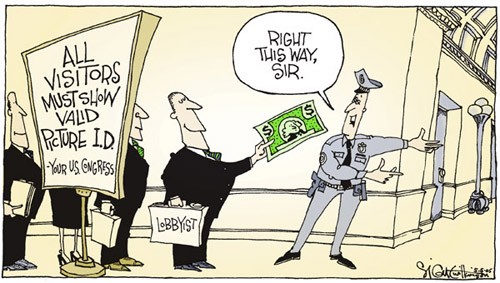 ALL
VISITORS
MUST SHOW
VALID
PICTURE I.D.
-YOUR U.S. CONGRESS
RIGHT
THIS WAY,
SIR.
$
$
LOBBYIST